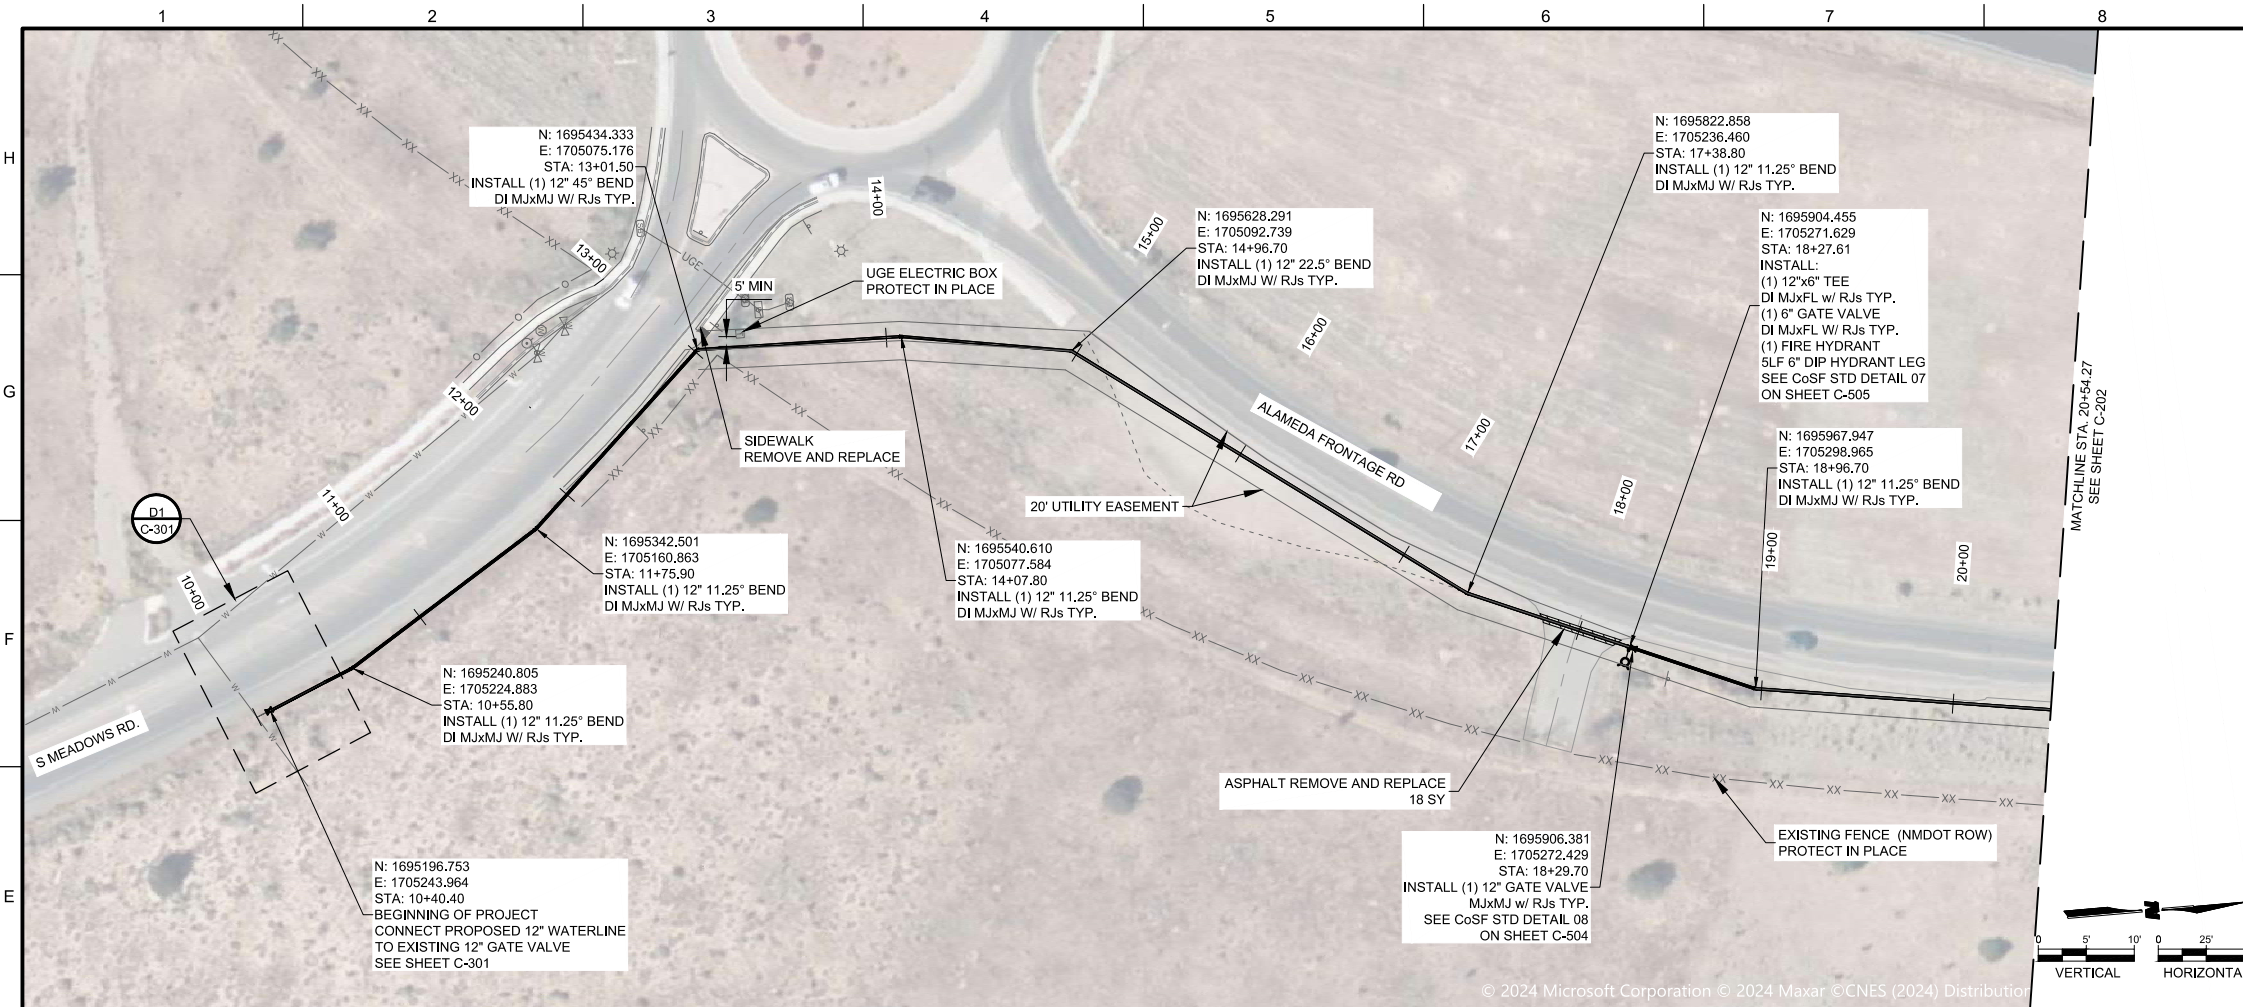 1
2
3
4
5
6
7
8
H
G
F
E
N: 1695434.333
E: 1705075.176
STA: 13+01.50
INSTALL (1) 12" 45° BEND
DI MJxMJ W/ RJs TYP.
N: 1695822.858
E: 1705236.460
STA: 17+38.80
INSTALL (1) 12" 11.25° BEND
DI MJxMJ W/ RJs TYP.
N: 1695628.291
E: 1705092.739
STA: 14+96.70
INSTALL (1) 12" 22.5° BEND
DI MJxMJ W/ RJs TYP.
N: 1695904.455
E: 1705271.629
STA: 18+27.61
INSTALL:
(1) 12"x6" TEE
DI MJxFL w/ RJs TYP.
(1) 6" GATE VALVE
DI MJxFL W/ RJs TYP.
(1) FIRE HYDRANT
5LF 6" DIP HYDRANT LEG
SEE CoSF STD DETAIL 07
ON SHEET C-505
UGE ELECTRIC BOX
PROTECT IN PLACE
5' MIN
UGE
SIDEWALK
REMOVE AND REPLACE
ALAMEDA FRONTAGE RD
20' UTILITY EASEMENT
N: 1695967.947
E: 1705298.965
STA: 18+96.70
INSTALL (1) 12" 11.25° BEND
DI MJxMJ W/ RJs TYP.
MATCHLINE STA. 20+54.27
SEE SHEET C-202
D1
C-301
10+00
11+00
12+00
13+00
14+00
15+00
16+00
17+00
18+00
19+00
20+00
N: 1695342.501
E: 1705160.863
STA: 11+75.90
INSTALL (1) 12" 11.25° BEND
DI MJxMJ W/ RJs TYP.
N: 1695540.610
E: 1705077.584
STA: 14+07.80
INSTALL (1) 12" 11.25° BEND
DI MJxMJ W/ RJs TYP.
N: 1695240.805
E: 1705224.883
STA: 10+55.80
INSTALL (1) 12" 11.25° BEND
DI MJxMJ W/ RJs TYP.
S MEADOWS RD.
ASPHALT REMOVE AND REPLACE
18 SY
EXISTING FENCE (NMDOT ROW)
PROTECT IN PLACE
N: 1695196.753
E: 1705243.964
STA: 10+40.40
BEGINNING OF PROJECT
CONNECT PROPOSED 12" WATERLINE
TO EXISTING 12" GATE VALVE
SEE SHEET C-301
N: 1695906.381
E: 1705272.429
STA: 18+29.70
INSTALL (1) 12" GATE VALVE
MJxMJ w/ RJs TYP.
SEE CoSF STD DETAIL 08
ON SHEET C-504
N
0 5' 10'
VERTICAL
0 25'
HORIZONTA
© 2024 Microsoft Corporation © 2024 Maxar ©CNES (2024) Distribution